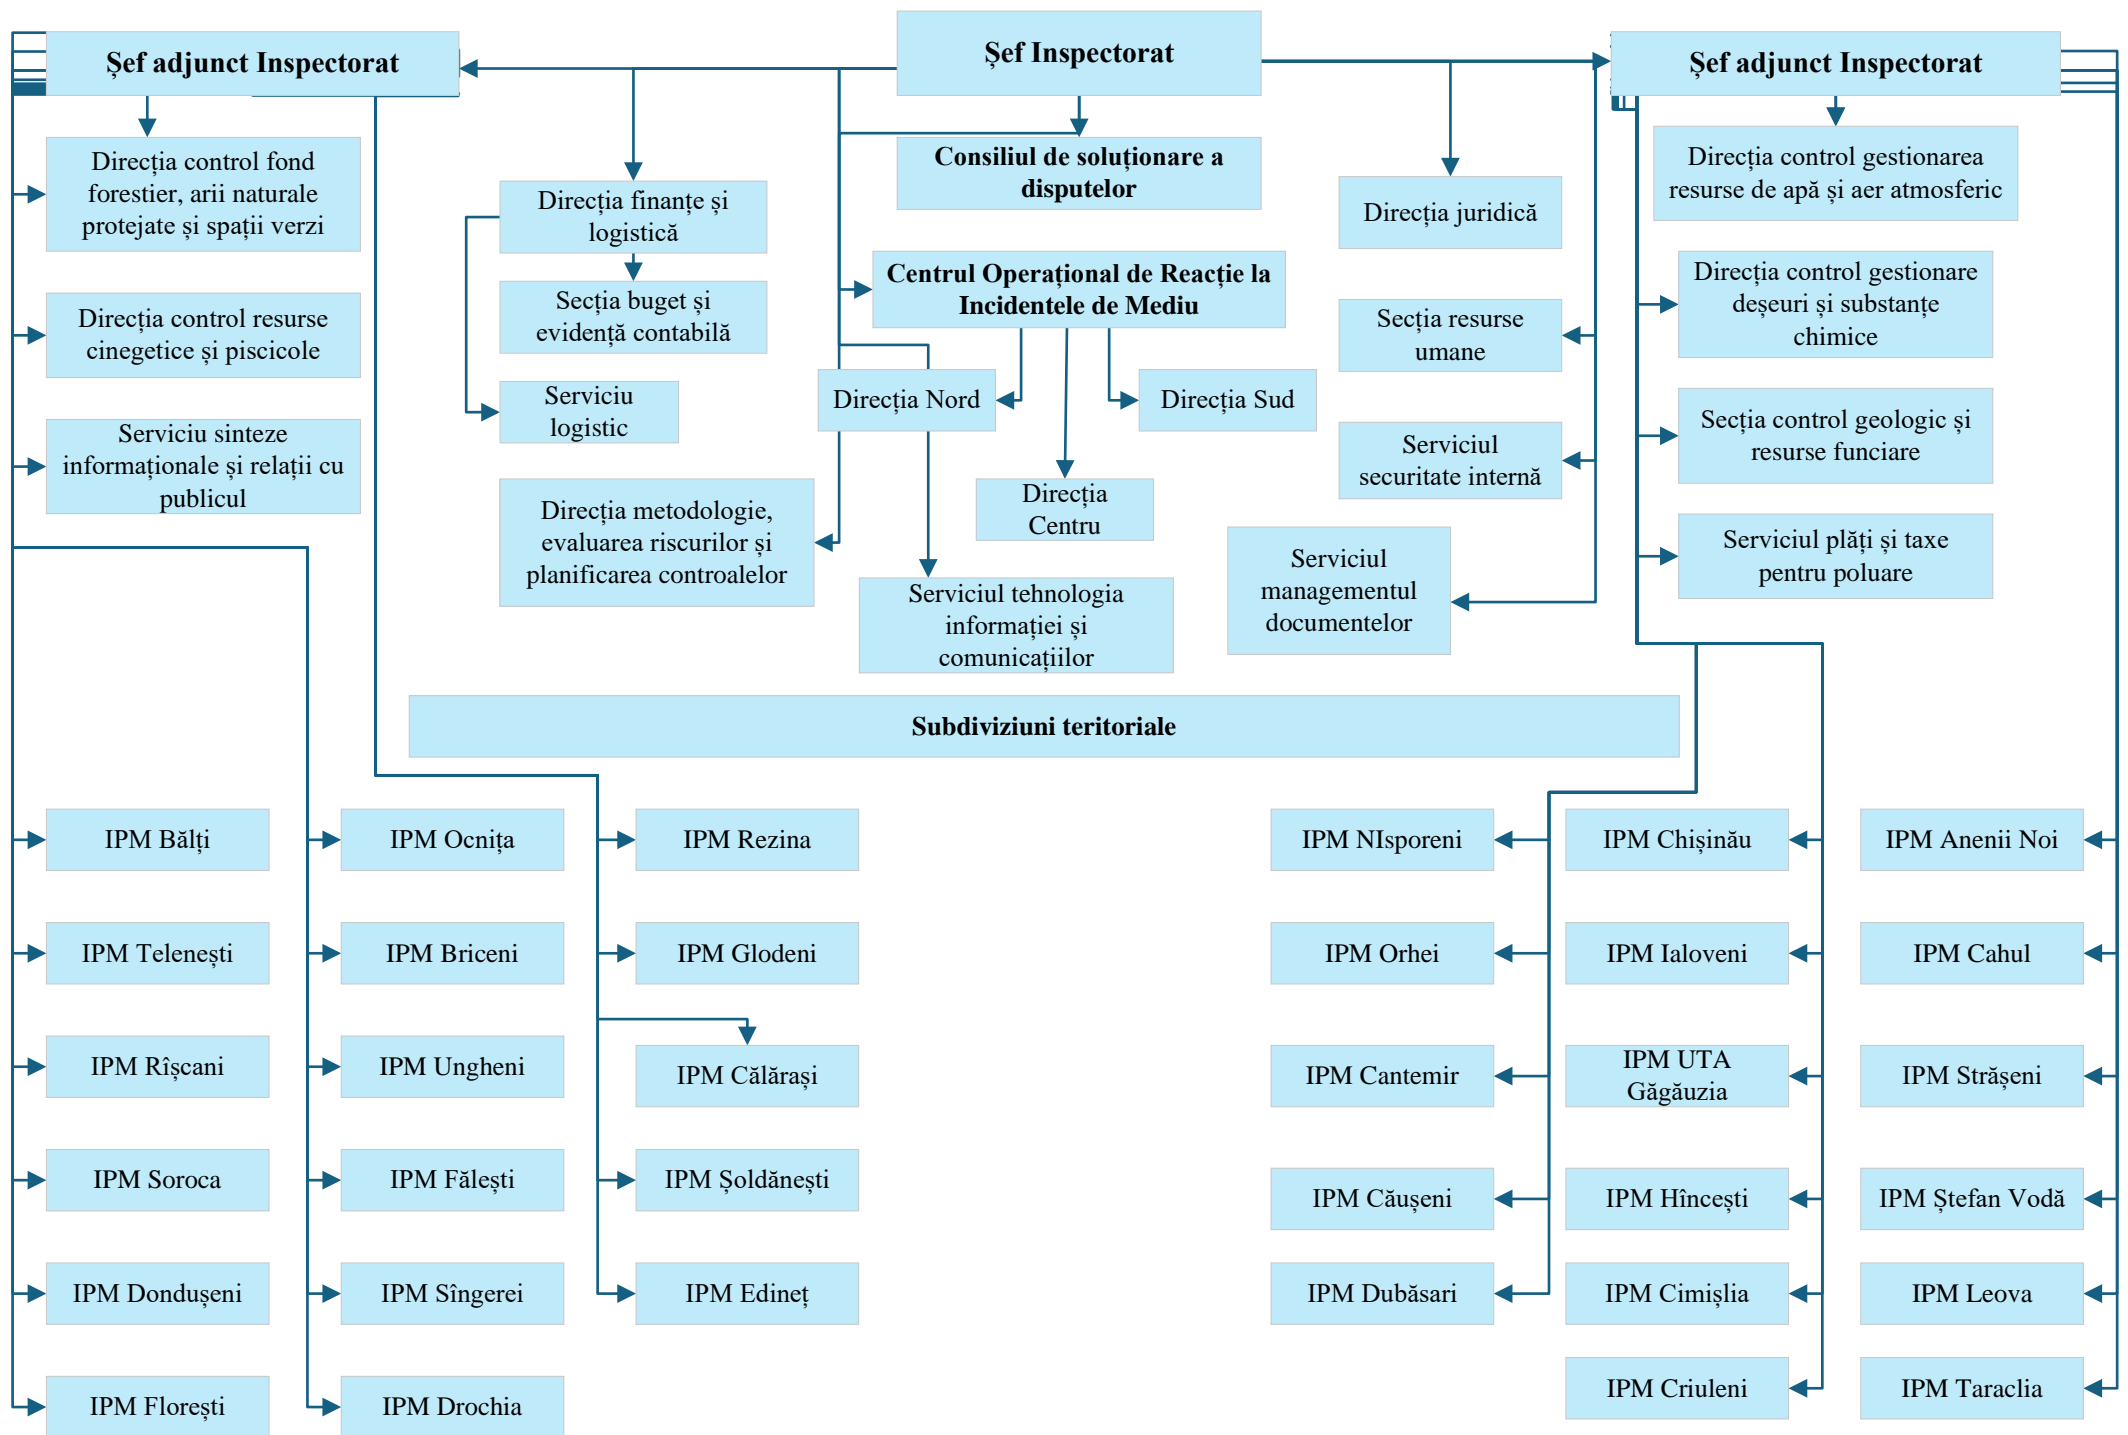 Șef adjunct Inspectorat
Șef Inspectorat
Șef adjunct Inspectorat
Direcția control fond
forestier, arii naturale
protejate și spații verzi
Direcția control resurse
cinegetice și piscicole
Serviciu sinteze
informaționale și relații cu
publicul
Direcția finanțe și
logistică
Secția buget și
evidență contabilă
Serviciu
logistic
Direcția metodologie,
evaluarea riscurilor și
planificarea controalelor
Consiliul de soluționare a
disputelor
Centrul Operațional de Reacție la
Incidentele de Mediu
Direcția Nord
Direcția Sud
Direcția
Centru
Serviciul tehnologia
informației și
comunicațiilor
Direcția juridică
Secția resurse
umane
Serviciul
securitate internă
Serviciul
managementul
documentelor
Direcția control gestionarea
resurse de apă și aer atmosferic
Direcția control gestionare
deșeuri și substanțe
chimice
Secția control geologic și
resurse funciare
Serviciul plăți și taxe
pentru poluare
Subdiviziuni teritoriale
IPM Bălți
IPM Ocnița
IPM Rezina
IPM NIsporeni
IPM Chișinău
IPM Anenii Noi
IPM Telenești
IPM Briceni
IPM Glodeni
IPM Orhei
IPM Ialoveni
IPM Cahul
IPM Rîșcani
IPM Ungheni
IPM Călărași
IPM Cantemir
IPM UTA
Găgăuzia
IPM Strășeni
IPM Soroca
IPM Fălești
IPM Șoldănești
IPM Căușeni
IPM Hîncești
IPM Ștefan Vodă
IPM Dondușeni
IPM Sîngerei
IPM Edineț
IPM Dubăsari
IPM Cimișlia
IPM Leova
IPM Florești
IPM Drochia
IPM Criuleni
IPM Taraclia